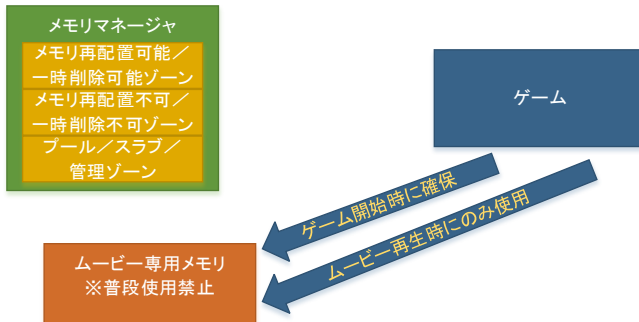 メモリマネージャ
メモリ再配置可能／
一時削除可能ゾーン
メモリ再配置不可／
一時削除不可ゾーン
プール／スラブ／
管理ゾーン
ゲーム
ゲーム開始時に確保
ムービー再生時にのみ使用
ムービー専用メモリ
※普段使用禁止